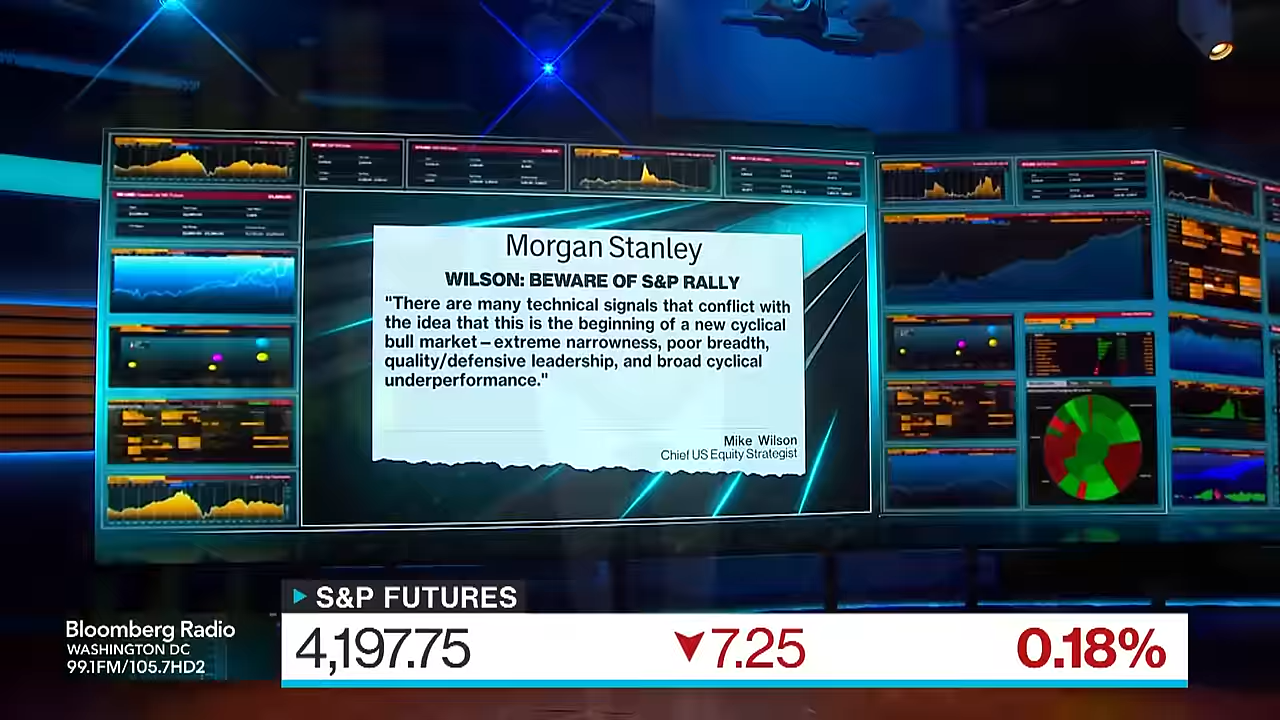 Morgan Stanley
WILSON: BEWARE OF S&P RALLY
"There are many technical signals that conflict with
the idea that this is the beginning of a new cyclical
bull market – extreme narrowness, poor breadth,
quality/defensive leadership, and broad cyclical
underperformance."
Mike Wilson
Chief US Equity Strategist
S&P FUTURES
4,197.75 ▼7.25 0.18%
Bloomberg Radio
WASHINGTON DC
99.1FM/105.7HD2